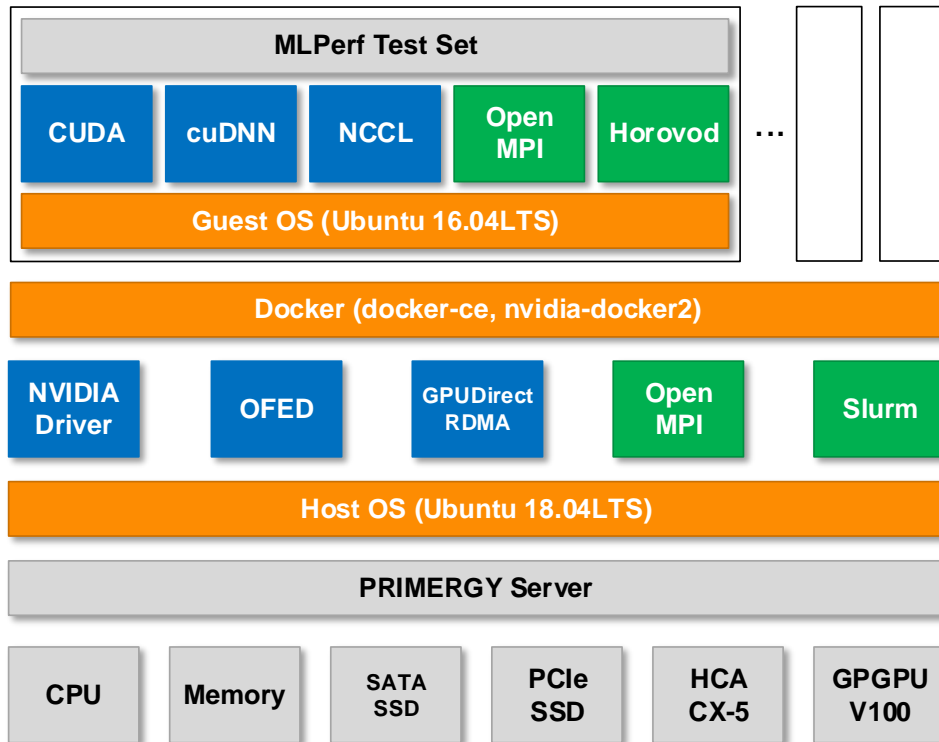 MLPerf Test Set
CUDA
cuDNN
NCCL
Open
MPI
Horovod
...
Guest OS (Ubuntu 16.04LTS)
Docker (docker-ce, nvidia-docker2)
NVIDIA
Driver
OFED
GPUDirect
RDMA
Open
MPI
Slurm
Host OS (Ubuntu 18.04LTS)
PRIMERGY Server
CPU
Memory
SATA
SSD
PCIe
SSD
HCA
CX-5
GPGPU
V100